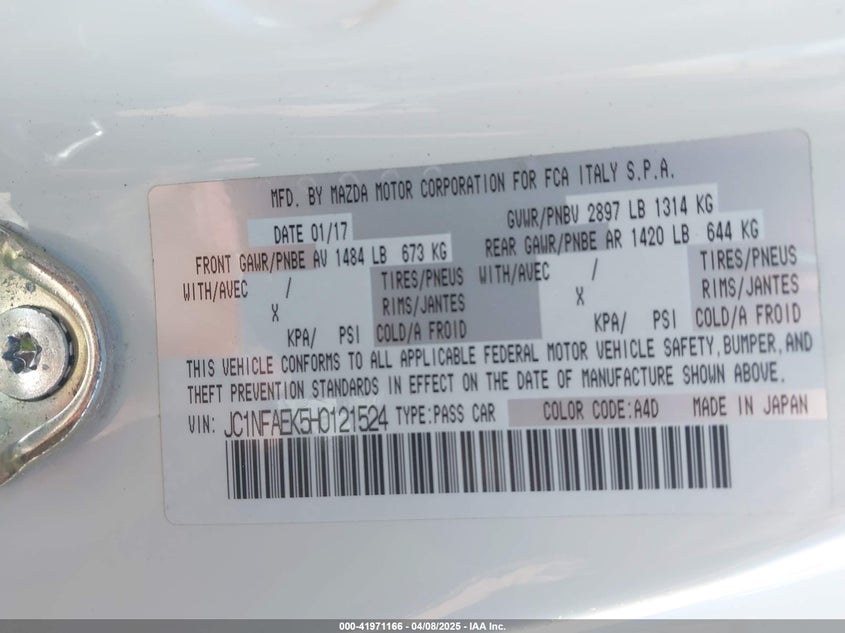 MFD. BY MAZDA MOTOR CORPORATION FOR FCA ITALY S.P.A.
DATE 01/17 GVWR/PNBV 2897 LB 1314 KG
FRONT GAWR/PNBE AV 1484 LB 673 KG REAR GAWR/PNBE AR 1420 LB 644 KG
WITH/AVEC / TIRES/PNEUS WITH/AVEC / TIRES/PNEUS
X RIMS/JANTES X RIMS/JANTES
KPA/ PSI COLD/A FROID KPA/ PSI COLD/A FROID
THIS VEHICLE CONFORMS TO ALL APPLICABLE FEDERAL MOTOR VEHICLE SAFETY, BUMPER, AND
THEFT PREVENTION STANDARDS IN EFFECT ON THE DATE OF MANUFACTURE SHOWN ABOVE.
VIN: JC1NFAEK5H0121524 TYPE:PASS CAR COLOR CODE:A4D MADE IN JAPAN
000-41971166 - 04/08/2025 - IAA Inc.